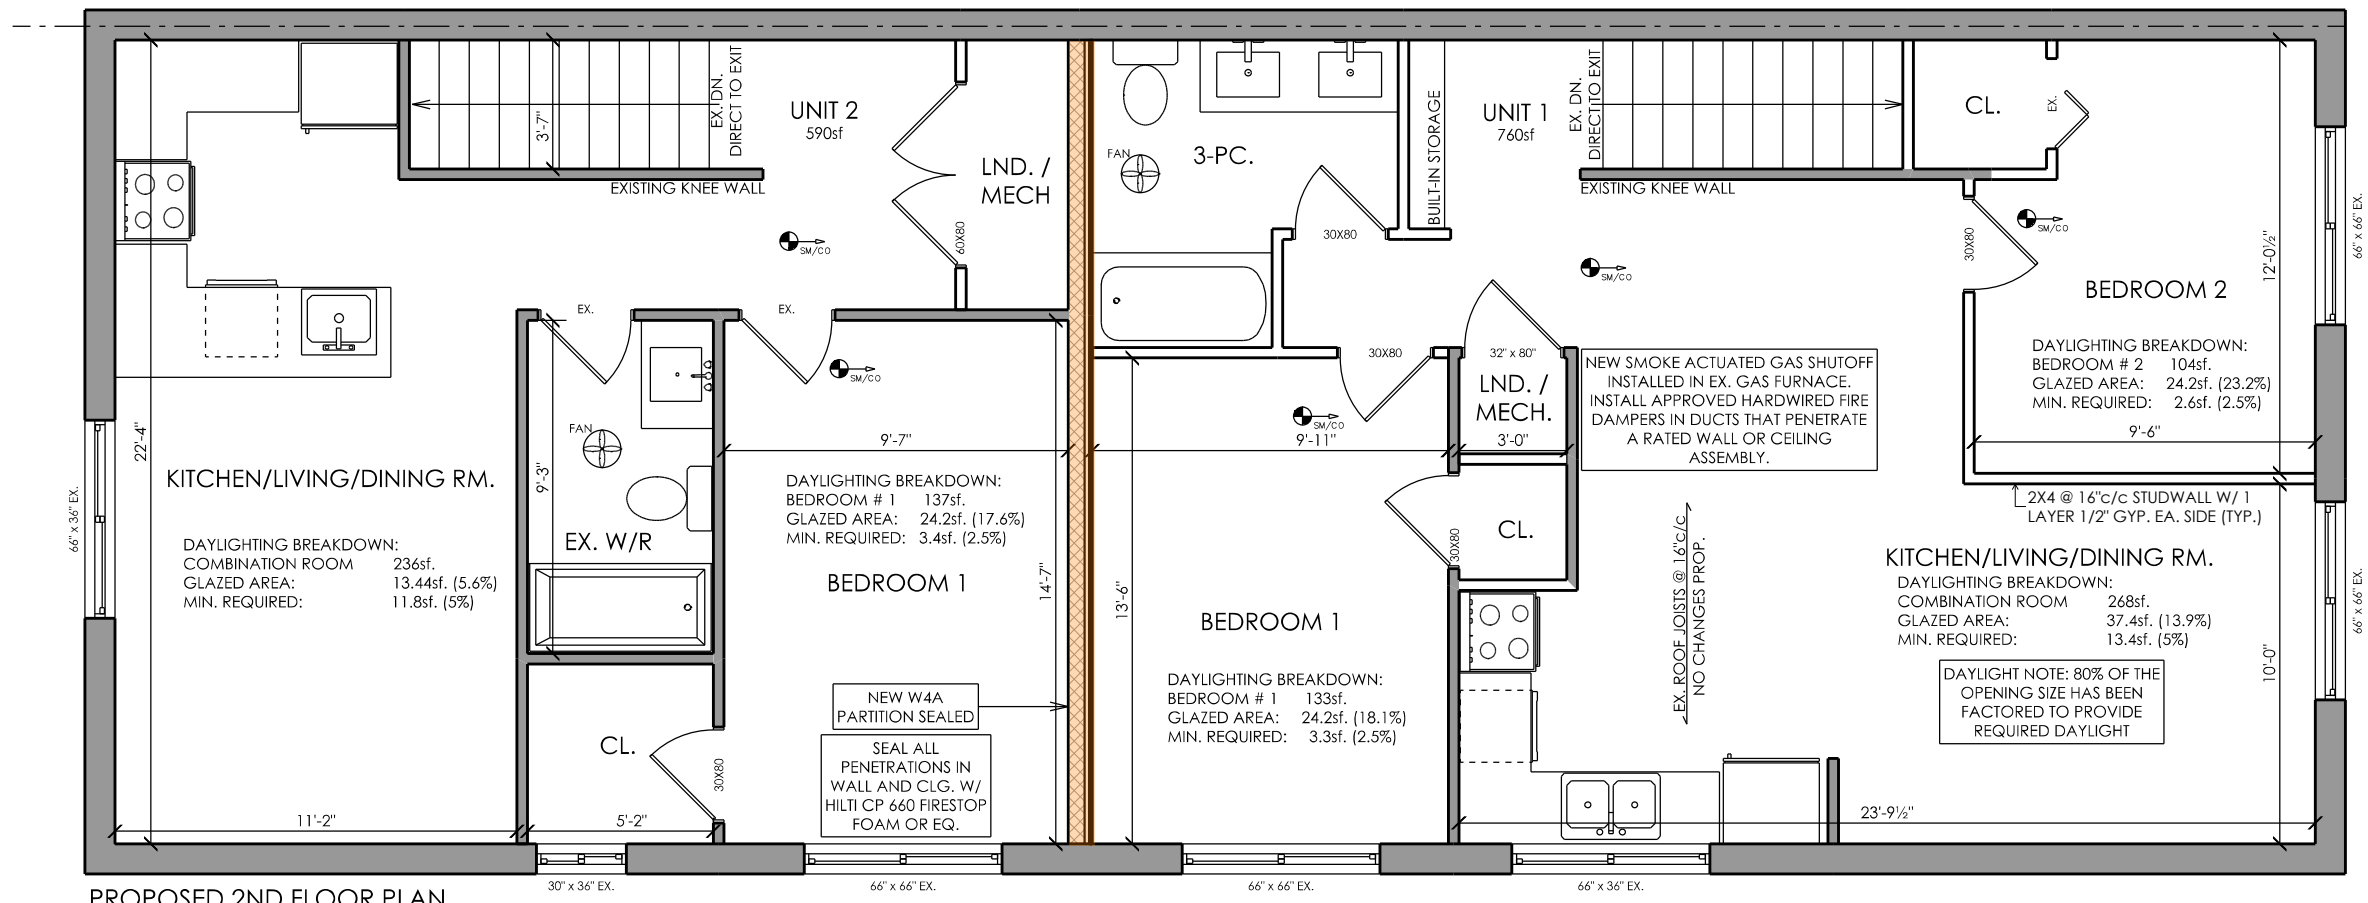 UNIT 2
590sf
EX. DN.
DIRECT TO EXIT
3'-7"
EXISTING KNEE WALL
LND. /
MECH
60X80
SM/CO
EX.
EX.
SM/CO
22'-4"
66" x 36" EX.
KITCHEN/LIVING/DINING RM.
DAYLIGHTING BREAKDOWN:
COMBINATION ROOM 236sf.
GLAZED AREA: 13.44sf. (5.6%)
MIN. REQUIRED: 11.8sf. (5%)
11'-2"
FAN
9'-3"
EX. W/R
CL.
30X80
5'-2"
30" x 36" EX.
9'-7"
DAYLIGHTING BREAKDOWN:
BEDROOM # 1 137sf.
GLAZED AREA: 24.2sf. (17.6%)
MIN. REQUIRED: 3.4sf. (2.5%)
BEDROOM 1
14'-7"
NEW W4A
PARTITION SEALED
SEAL ALL
PENETRATIONS IN
WALL AND CLG. W/
HILTI CP 660 FIRESTOP
FOAM OR EQ.
66" x 66" EX.
FAN
3-PC.
BUILT-IN STORAGE
30X80
UNIT 1
760sf
EX. DN.
DIRECT TO EXIT
EXISTING KNEE WALL
SM/CO
CL.
EX.
30X80
SM/CO
12'-0½"
66" x 66" EX.
BEDROOM 2
DAYLIGHTING BREAKDOWN:
BEDROOM # 2 104sf.
GLAZED AREA: 24.2sf. (23.2%)
MIN. REQUIRED: 2.6sf. (2.5%)
9'-6"
30X80
32" x 80"
LND. /
MECH.
3'-0"
NEW SMOKE ACTUATED GAS SHUTOFF
INSTALLED IN EX. GAS FURNACE.
INSTALL APPROVED HARDWIRED FIRE
DAMPERS IN DUCTS THAT PENETRATE
A RATED WALL OR CEILING
ASSEMBLY.
SM/CO
9'-11"
13'-6"
BEDROOM 1
DAYLIGHTING BREAKDOWN:
BEDROOM # 1 133sf.
GLAZED AREA: 24.2sf. (18.1%)
MIN. REQUIRED: 3.3sf. (2.5%)
66" x 66" EX.
CL.
30X80
EX. ROOF JOISTS @ 16"c/c
NO CHANGES PROP.
2X4 @ 16"c/c STUDWALL W/ 1
LAYER 1/2" GYP. EA. SIDE (TYP.)
KITCHEN/LIVING/DINING RM.
DAYLIGHTING BREAKDOWN:
COMBINATION ROOM 268sf.
GLAZED AREA: 37.4sf. (13.9%)
MIN. REQUIRED: 13.4sf. (5%)
DAYLIGHT NOTE: 80% OF THE
OPENING SIZE HAS BEEN
FACTORED TO PROVIDE
REQUIRED DAYLIGHT
10'-0"
66" x 66" EX.
23'-9½"
66" x 36" EX.
PROPOSED 2ND FLOOR PLAN